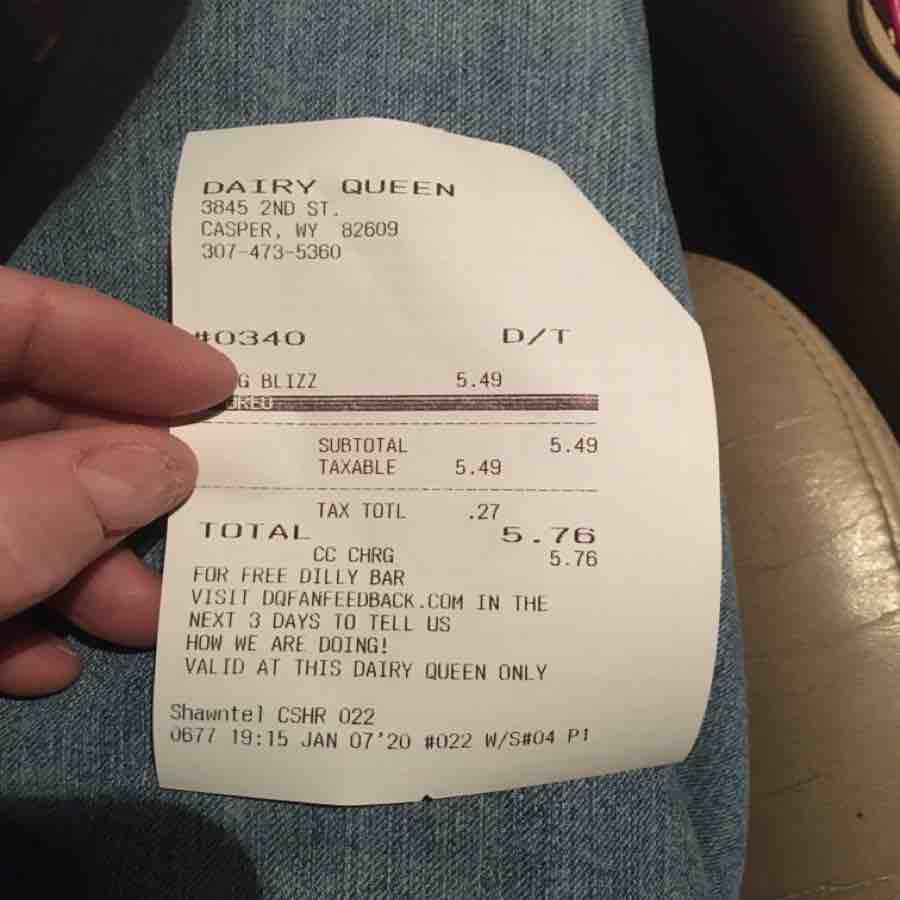 DAIRY QUEEN
3845 2ND ST.
CASPER, WY 82609
307-473-5360
#0340 D/T
G BLIZZ 5.49
OREO
SUBTOTAL 5.49
TAXABLE 5.49
TAX TOTL .27
TOTAL 5.76
CC CHRG 5.76
FOR FREE DILLY BAR
VISIT DQFANFEEDBACK.COM IN THE
NEXT 3 DAYS TO TELL US
HOW WE ARE DOING!
VALID AT THIS DAIRY QUEEN ONLY
Shawntel CSHR 022
0677 19:15 JAN 07'20 #022 W/S#04 P1